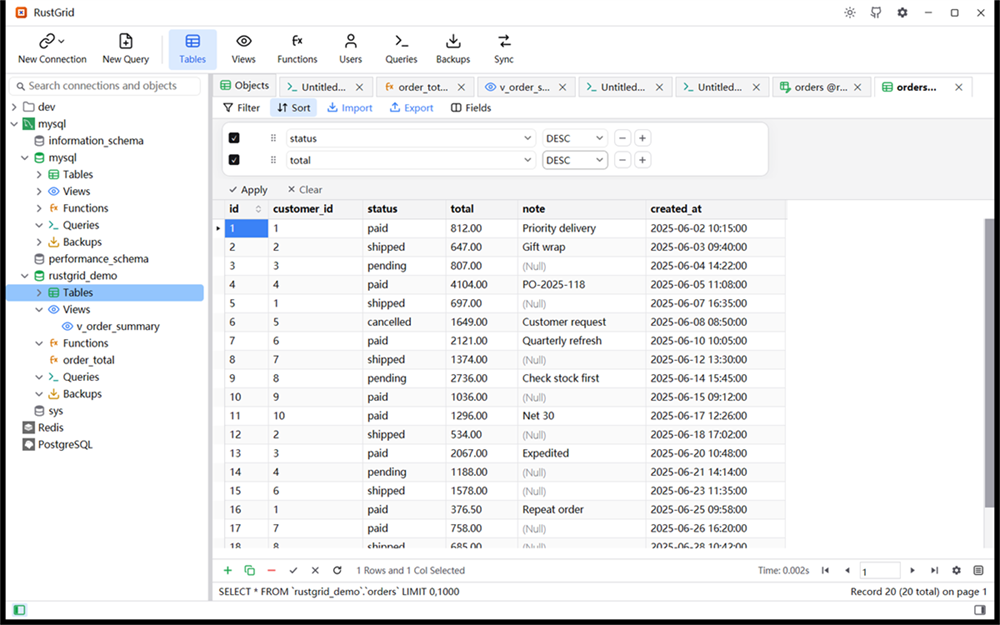 RustGrid
New Connection New Query Tables Views Functions Users Queries Backups Sync
Search connections and objects
dev
mysql
information_schema
mysql
Tables
Views
Functions
Queries
Backups
performance_schema
rustgrid_demo
Tables
Views
v_order_summary
Functions
order_total
Queries
Backups
sys
Redis
PostgreSQL
Objects Untitled... order_tot... v_order_s... Untitled... Untitled... orders @r... orders...
Filter Sort Import Export Fields
status DESC
total DESC
Apply Clear
id customer_id status total note created_at
1 1 paid 812.00 Priority delivery 2025-06-02 10:15:00
2 2 shipped 647.00 Gift wrap 2025-06-03 09:40:00
3 3 pending 807.00 (Null) 2025-06-04 14:22:00
4 4 paid 4104.00 PO-2025-118 2025-06-05 11:08:00
5 1 shipped 697.00 (Null) 2025-06-07 16:35:00
6 5 cancelled 1649.00 Customer request 2025-06-08 08:50:00
7 6 paid 2121.00 Quarterly refresh 2025-06-10 10:05:00
8 7 shipped 1374.00 (Null) 2025-06-12 13:30:00
9 8 pending 2736.00 Check stock first 2025-06-14 15:45:00
10 9 paid 1036.00 (Null) 2025-06-15 09:12:00
11 10 paid 1296.00 Net 30 2025-06-17 12:26:00
12 2 shipped 534.00 (Null) 2025-06-18 17:02:00
13 3 paid 2067.00 Expedited 2025-06-20 10:48:00
14 4 pending 1188.00 (Null) 2025-06-21 14:14:00
15 6 shipped 1578.00 (Null) 2025-06-23 11:35:00
16 1 paid 376.50 Repeat order 2025-06-25 09:58:00
17 7 paid 758.00 (Null) 2025-06-26 16:20:00
18 8 shipped 685.00 (Null) 2025-06-28 10:42:00
1 Rows and 1 Col Selected Time: 0.002s 1
SELECT * FROM `rustgrid_demo`.`orders` LIMIT 0,1000 Record 20 (20 total) on page 1